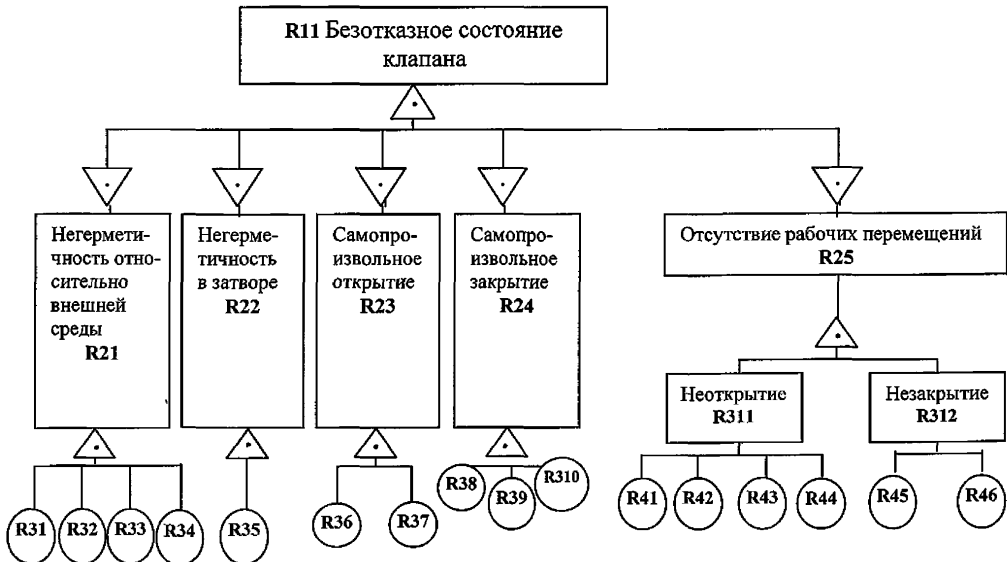 R11 Безотказное состояние
клапана
Негермети-
чность отно-
сительно
внешней
среды
R21
Негерме-
тичность
в затворе
R22
Самопро-
извольное
открытие
R23
Самопро-
извольное
закрытие
R24
Отсутствие рабочих перемещений
R25
Неоткрытие
R311
Незакрытие
R312
R31
R32
R33
R34
R35
R36
R37
R38
R39
R310
R41
R42
R43
R44
R45
R46